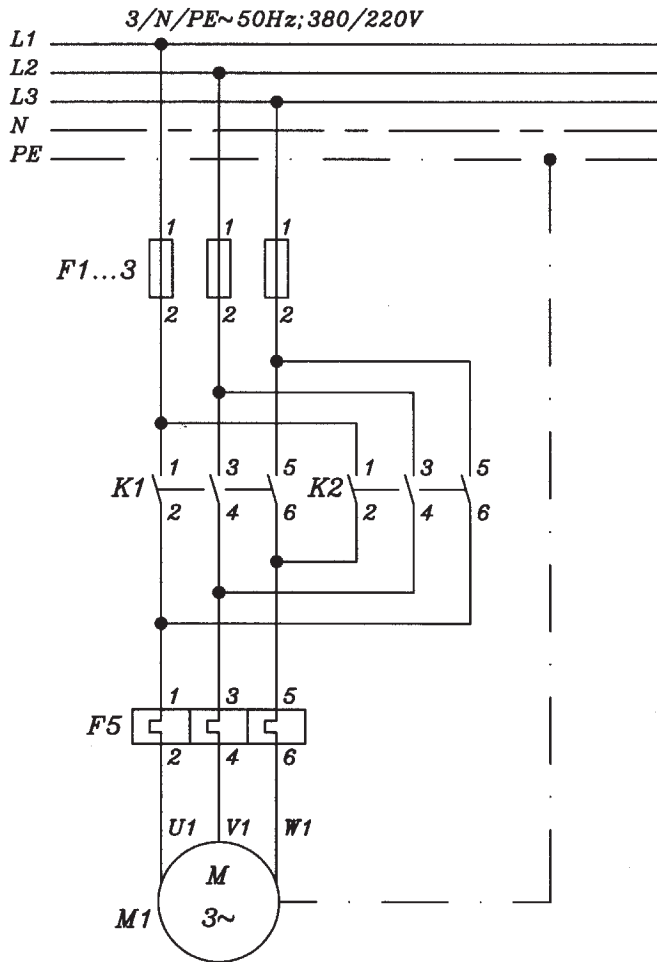 3/N/PE~50Hz; 380/220V
L1
L2
L3
N
PE
1 1 1
F1...3
2 2 2
K1 1 3 5 K2 1 3 5
2 4 6 2 4 6
1 3 5
F5
2 4 6
U1 V1 W1
M
M1 3~